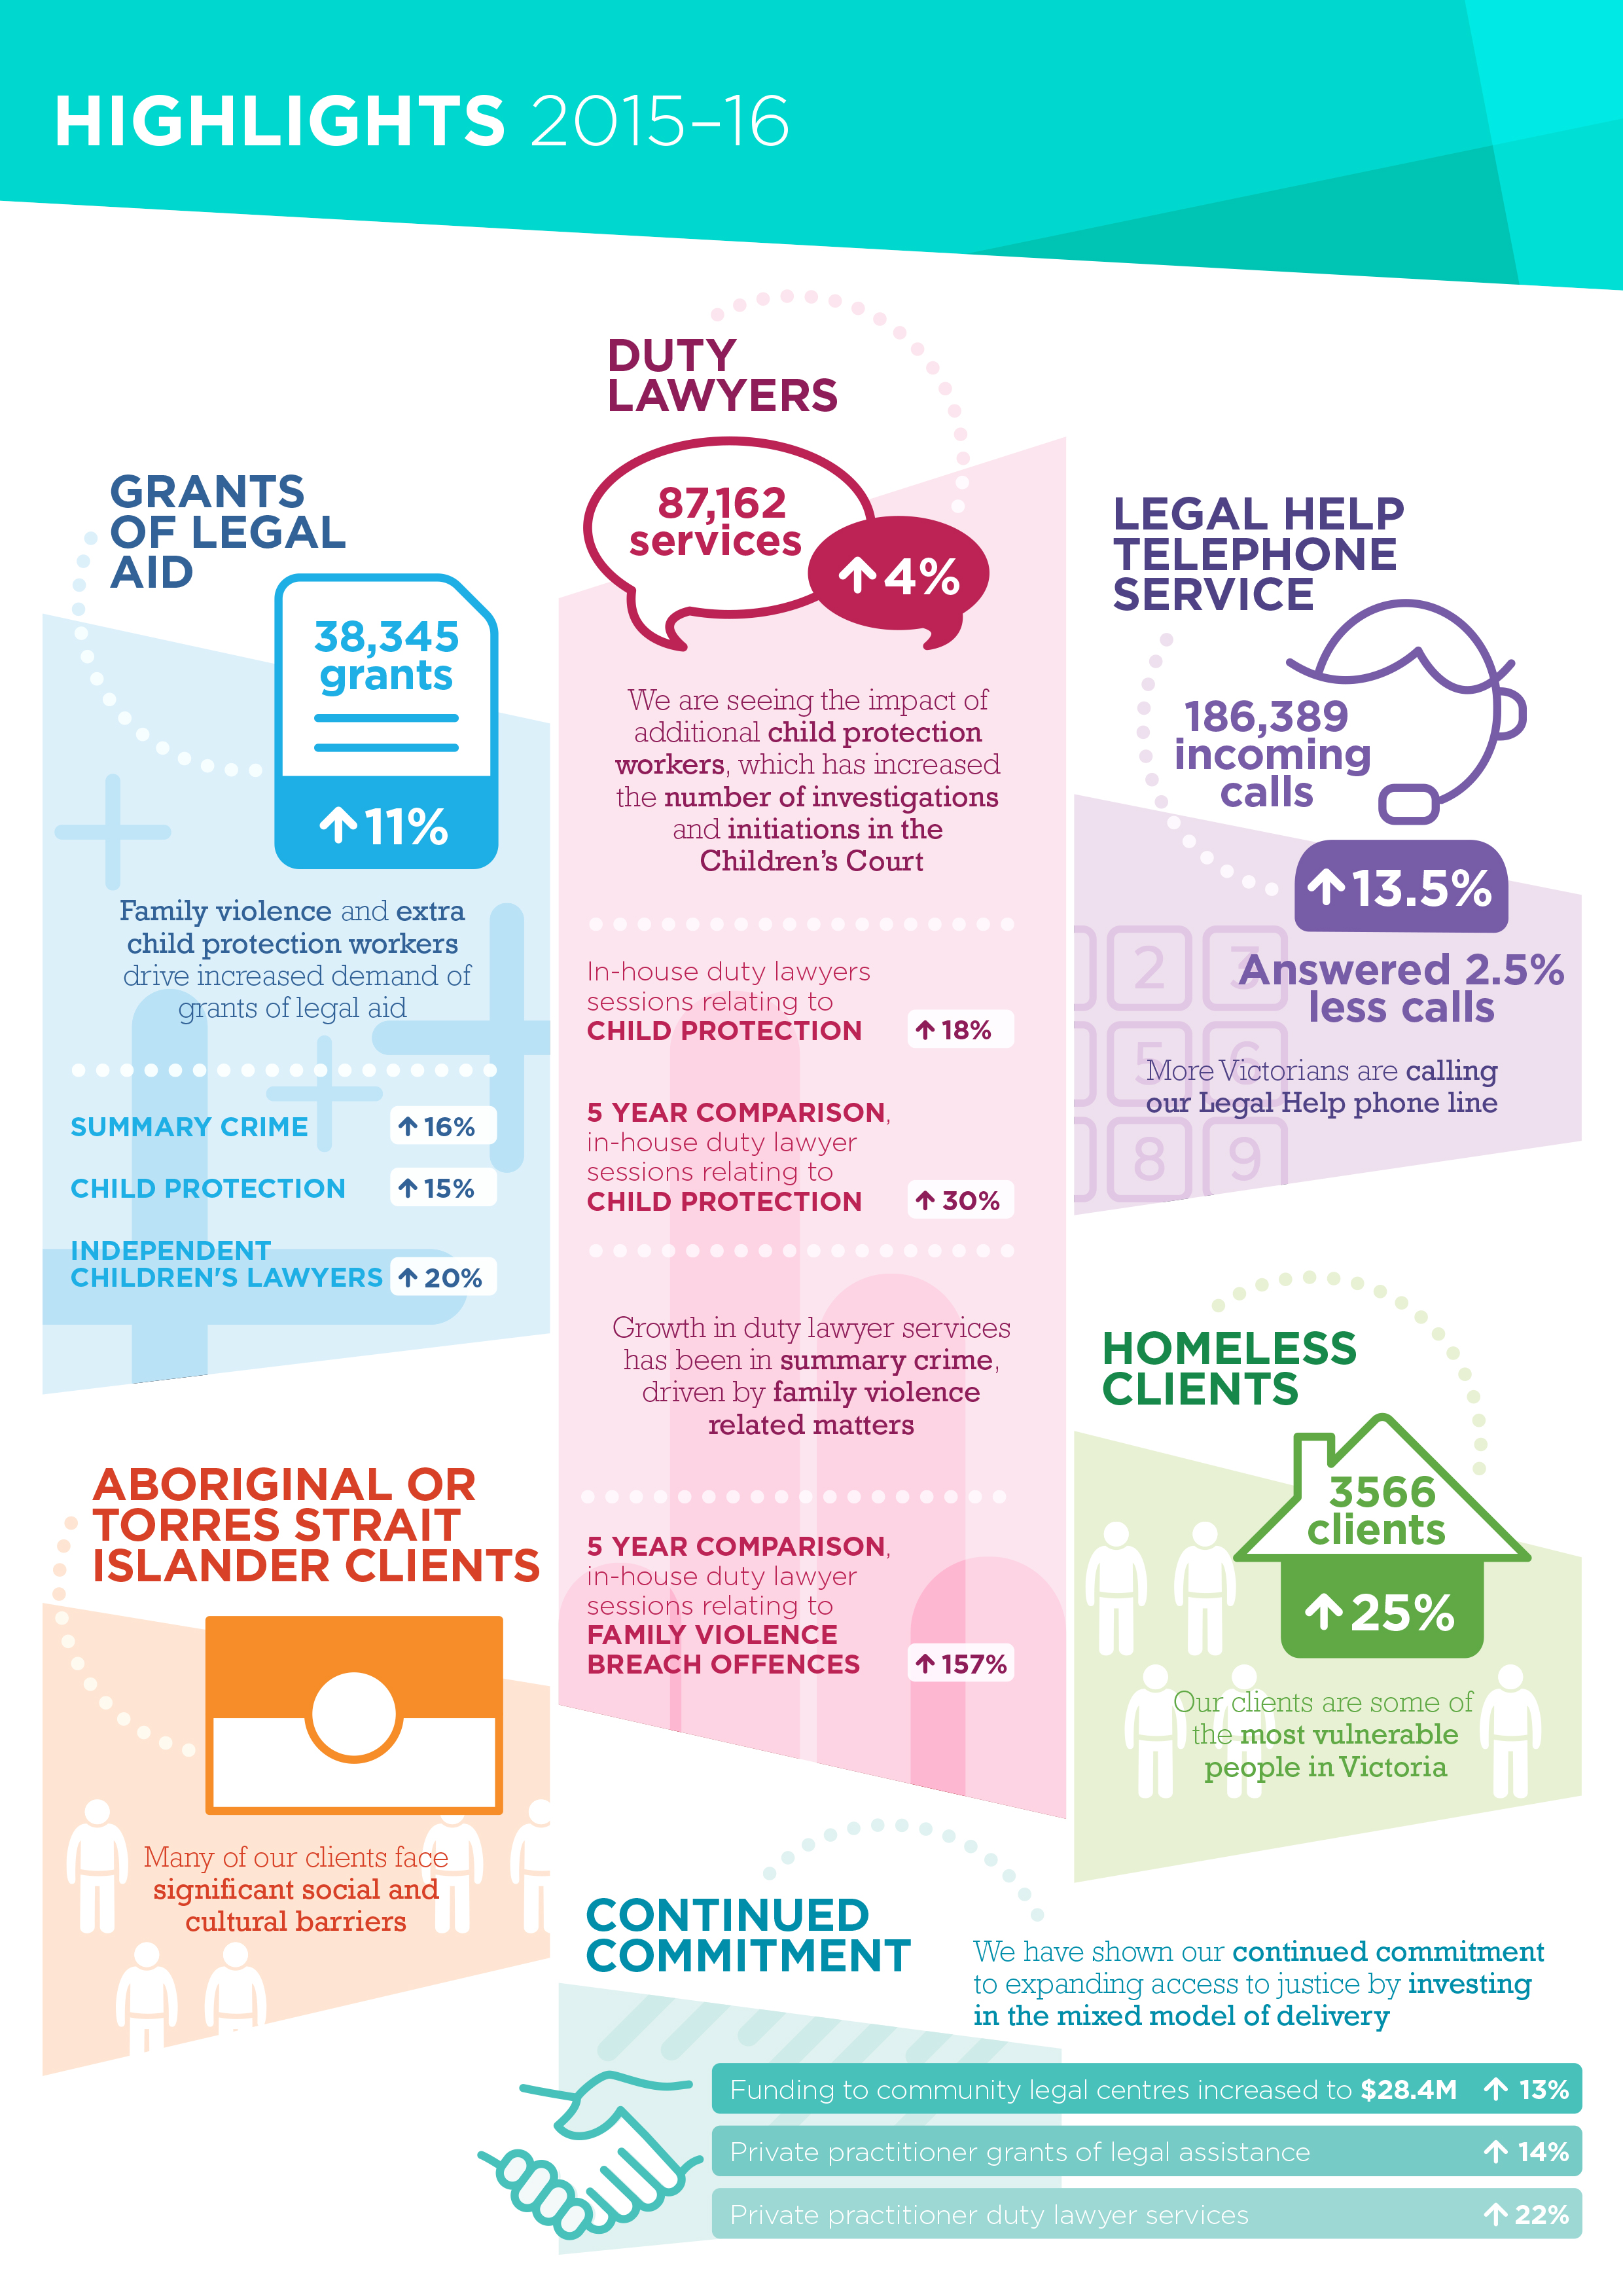 HIGHLIGHTS 2015–16
GRANTS
OF LEGAL
AID
38,345
grants
↑11%
Family violence and extra
child protection workers
drive increased demand of
grants of legal aid
SUMMARY CRIME ↑ 16%
CHILD PROTECTION ↑ 15%
INDEPENDENT
CHILDREN'S LAWYERS ↑ 20%
DUTY
LAWYERS
87,162
services
↑4%
We are seeing the impact of
additional child protection
workers, which has increased
the number of investigations
and initiations in the
Children's Court
In-house duty lawyers
sessions relating to
CHILD PROTECTION ↑ 18%
5 YEAR COMPARISON,
in-house duty lawyer
sessions relating to
CHILD PROTECTION ↑ 30%
Growth in duty lawyer services
has been in summary crime,
driven by family violence
related matters
5 YEAR COMPARISON,
in-house duty lawyer
sessions relating to
FAMILY VIOLENCE
BREACH OFFENCES ↑ 157%
LEGAL HELP
TELEPHONE
SERVICE
186,389
incoming
calls
↑13.5%
2 3
Answered 2.5%
less calls
5 6
More Victorians are calling
our Legal Help phone line
8 9
HOMELESS
CLIENTS
3566
clients
↑25%
Our clients are some of
the most vulnerable
people in Victoria
ABORIGINAL OR
TORRES STRAIT
ISLANDER CLIENTS
Many of our clients face
significant social and
cultural barriers
CONTINUED
COMMITMENT
We have shown our continued commitment
to expanding access to justice by investing
in the mixed model of delivery
Funding to community legal centres increased to $28.4M ↑ 13%
Private practitioner grants of legal assistance ↑ 14%
Private practitioner duty lawyer services ↑ 22%